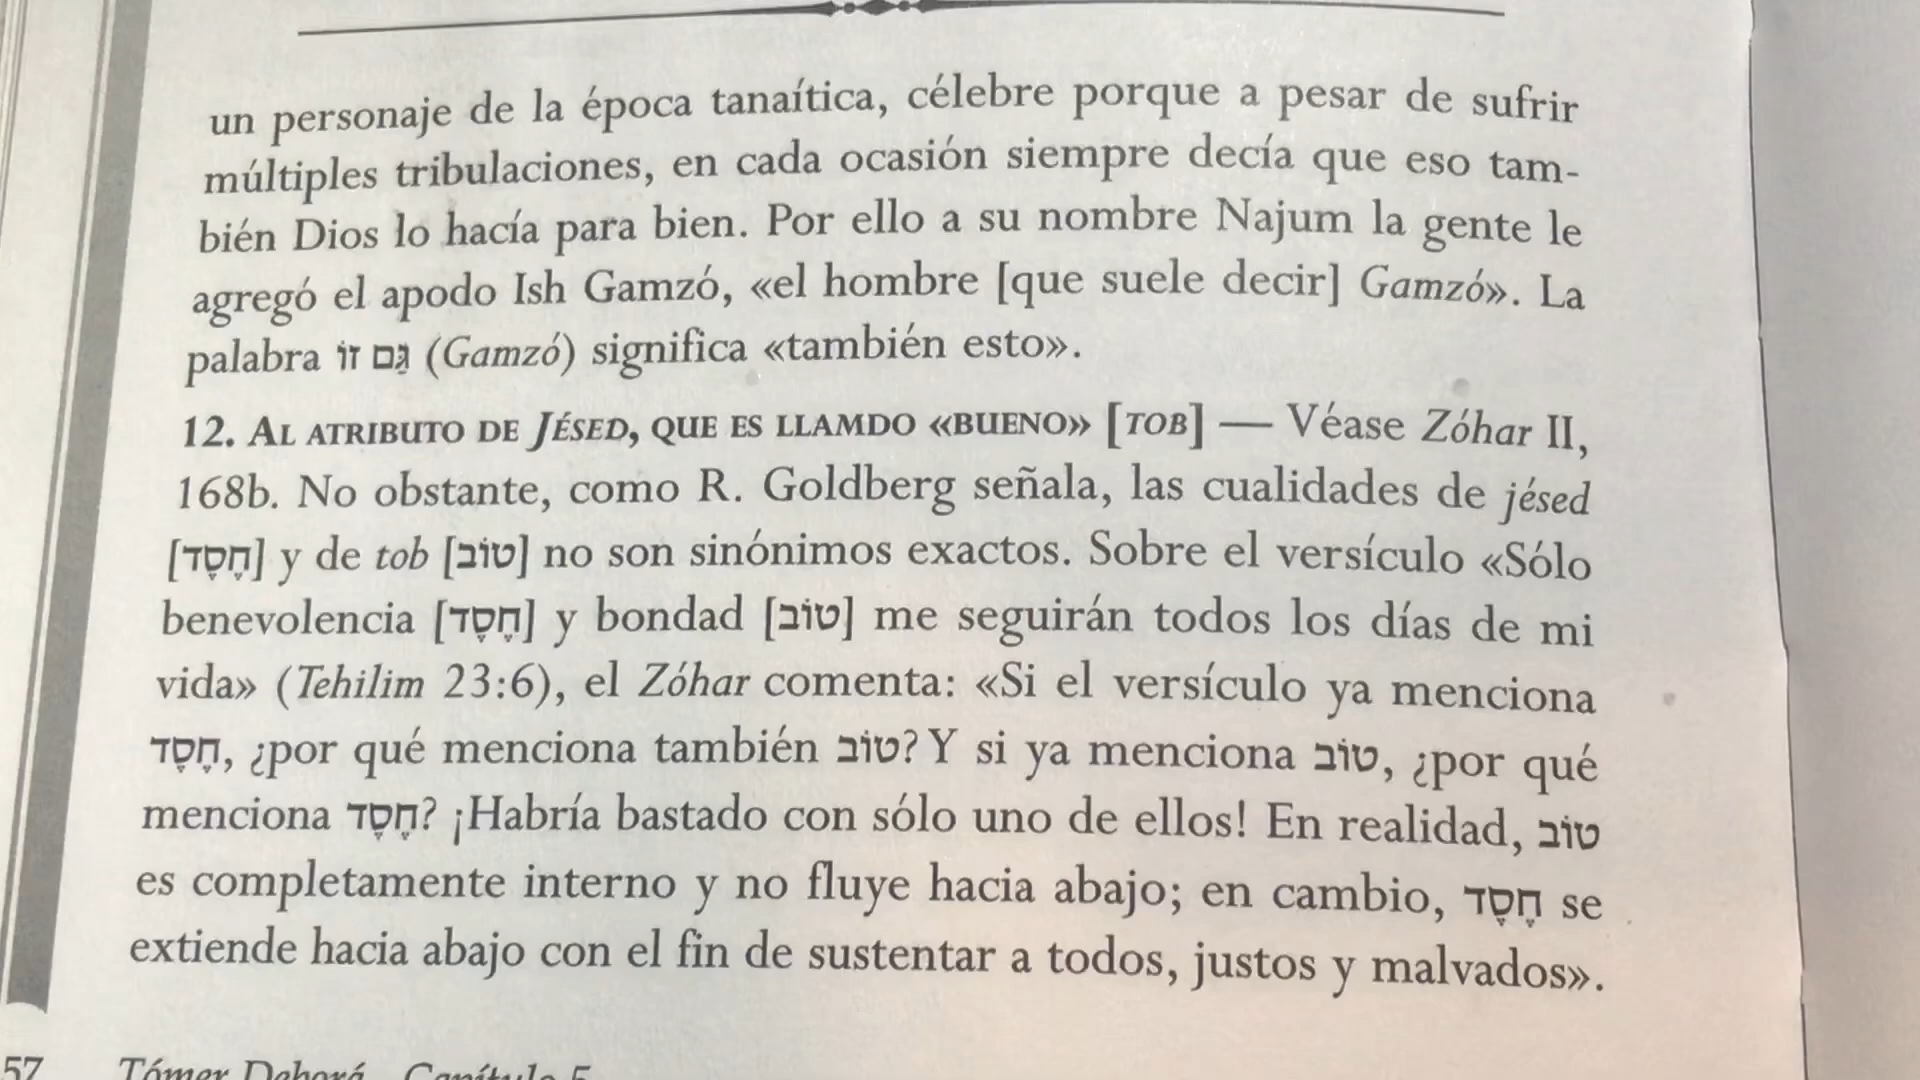 un personaje de la época tanaítica, célebre porque a pesar de sufrir
múltiples tribulaciones, en cada ocasión siempre decía que eso tam-
bién Dios lo hacía para bien. Por ello a su nombre Najum la gente le
agregó el apodo Ish Gamzó, «el hombre [que suele decir] Gamzó». La
palabra גַּם זוֹ (Gamzó) significa «también esto».
12. AL ATRIBUTO DE JÉSED, QUE ES LLAMDO «BUENO» [TOB] — Véase Zóhar II,
168b. No obstante, como R. Goldberg señala, las cualidades de jésed
[חֶסֶד] y de tob [טוֹב] no son sinónimos exactos. Sobre el versículo «Sólo
benevolencia [חֶסֶד] y bondad [טוֹב] me seguirán todos los días de mi
vida» (Tehilim 23:6), el Zóhar comenta: «Si el versículo ya menciona
חֶסֶד, ¿por qué menciona también טוֹב? Y si ya menciona טוֹב, ¿por qué
menciona חֶסֶד? ¡Habría bastado con sólo uno de ellos! En realidad, טוֹב
es completamente interno y no fluye hacia abajo; en cambio, חֶסֶד se
extiende hacia abajo con el fin de sustentar a todos, justos y malvados».
57 Tómer Deborá Capítulo 5